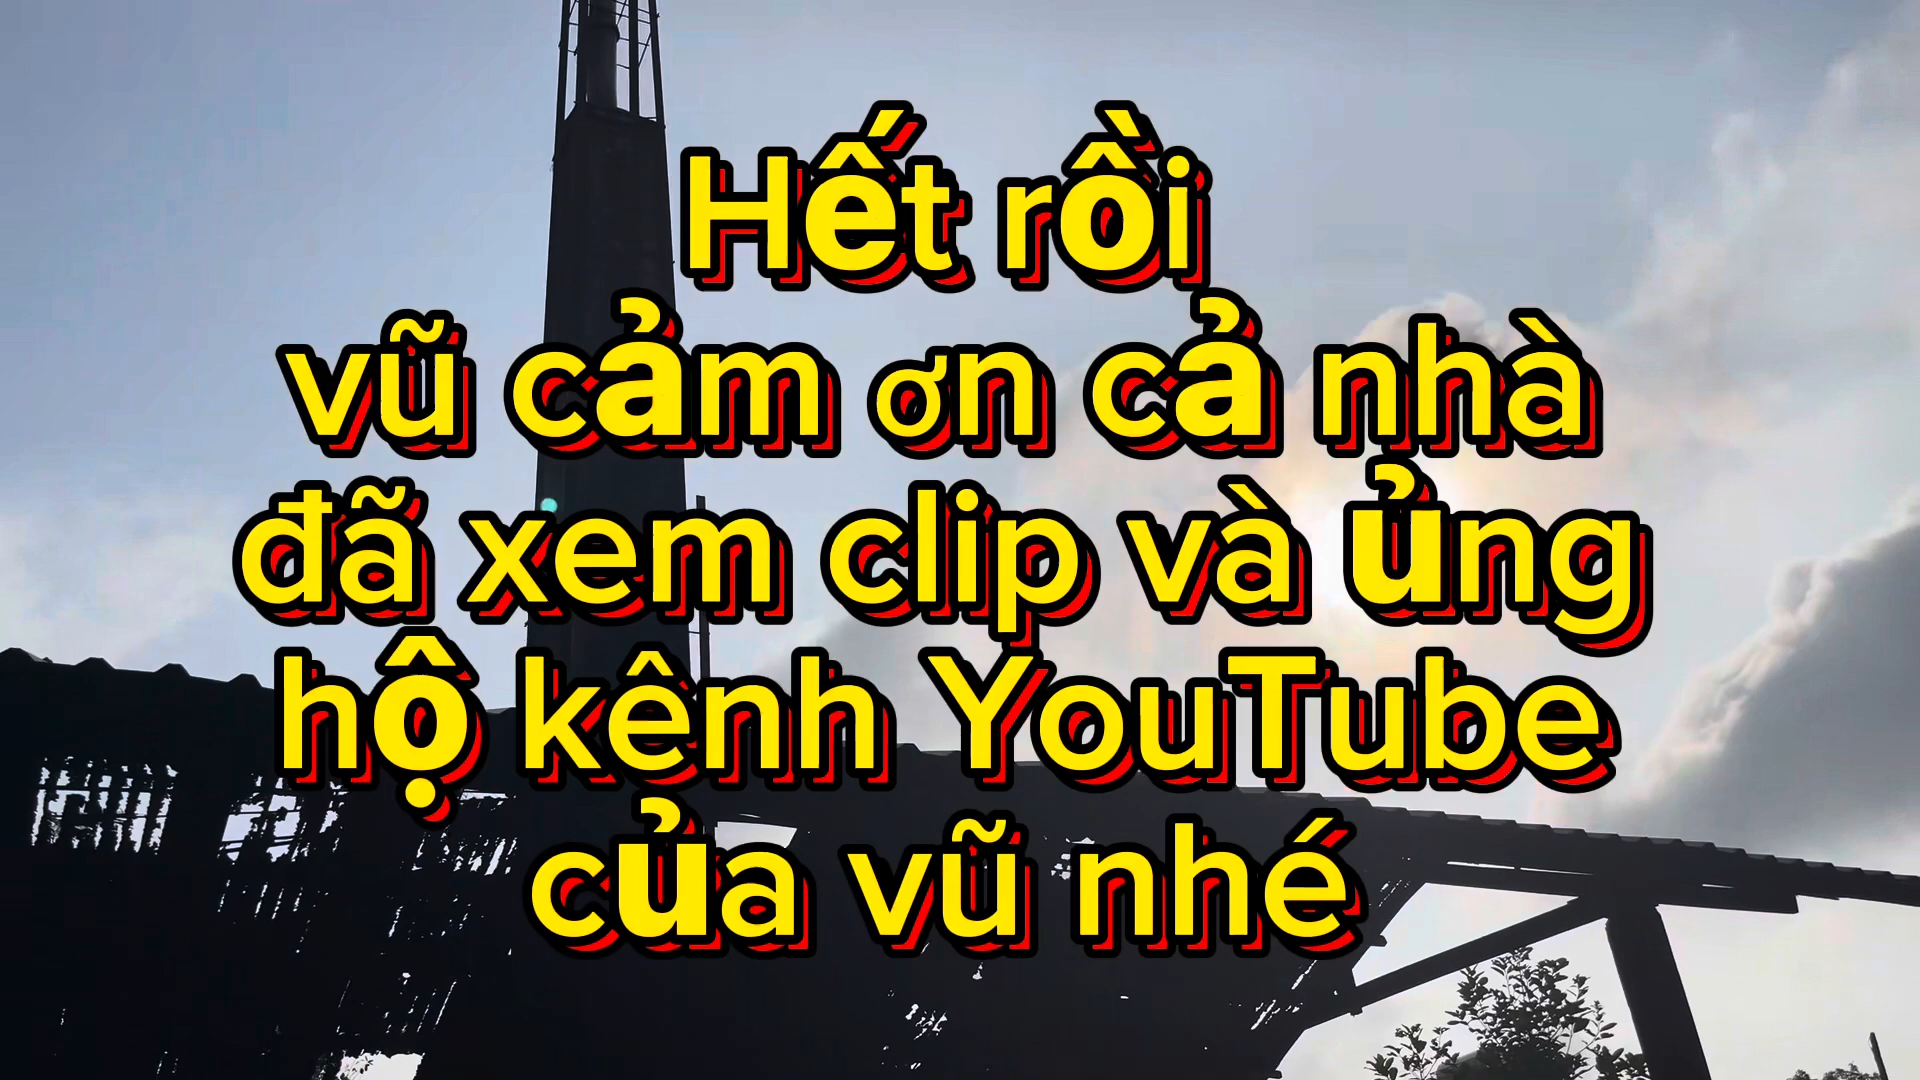 Hết rồi
vũ cảm ơn cả nhà
đã xem clip và ủng
hộ kênh YouTube
của vũ nhé